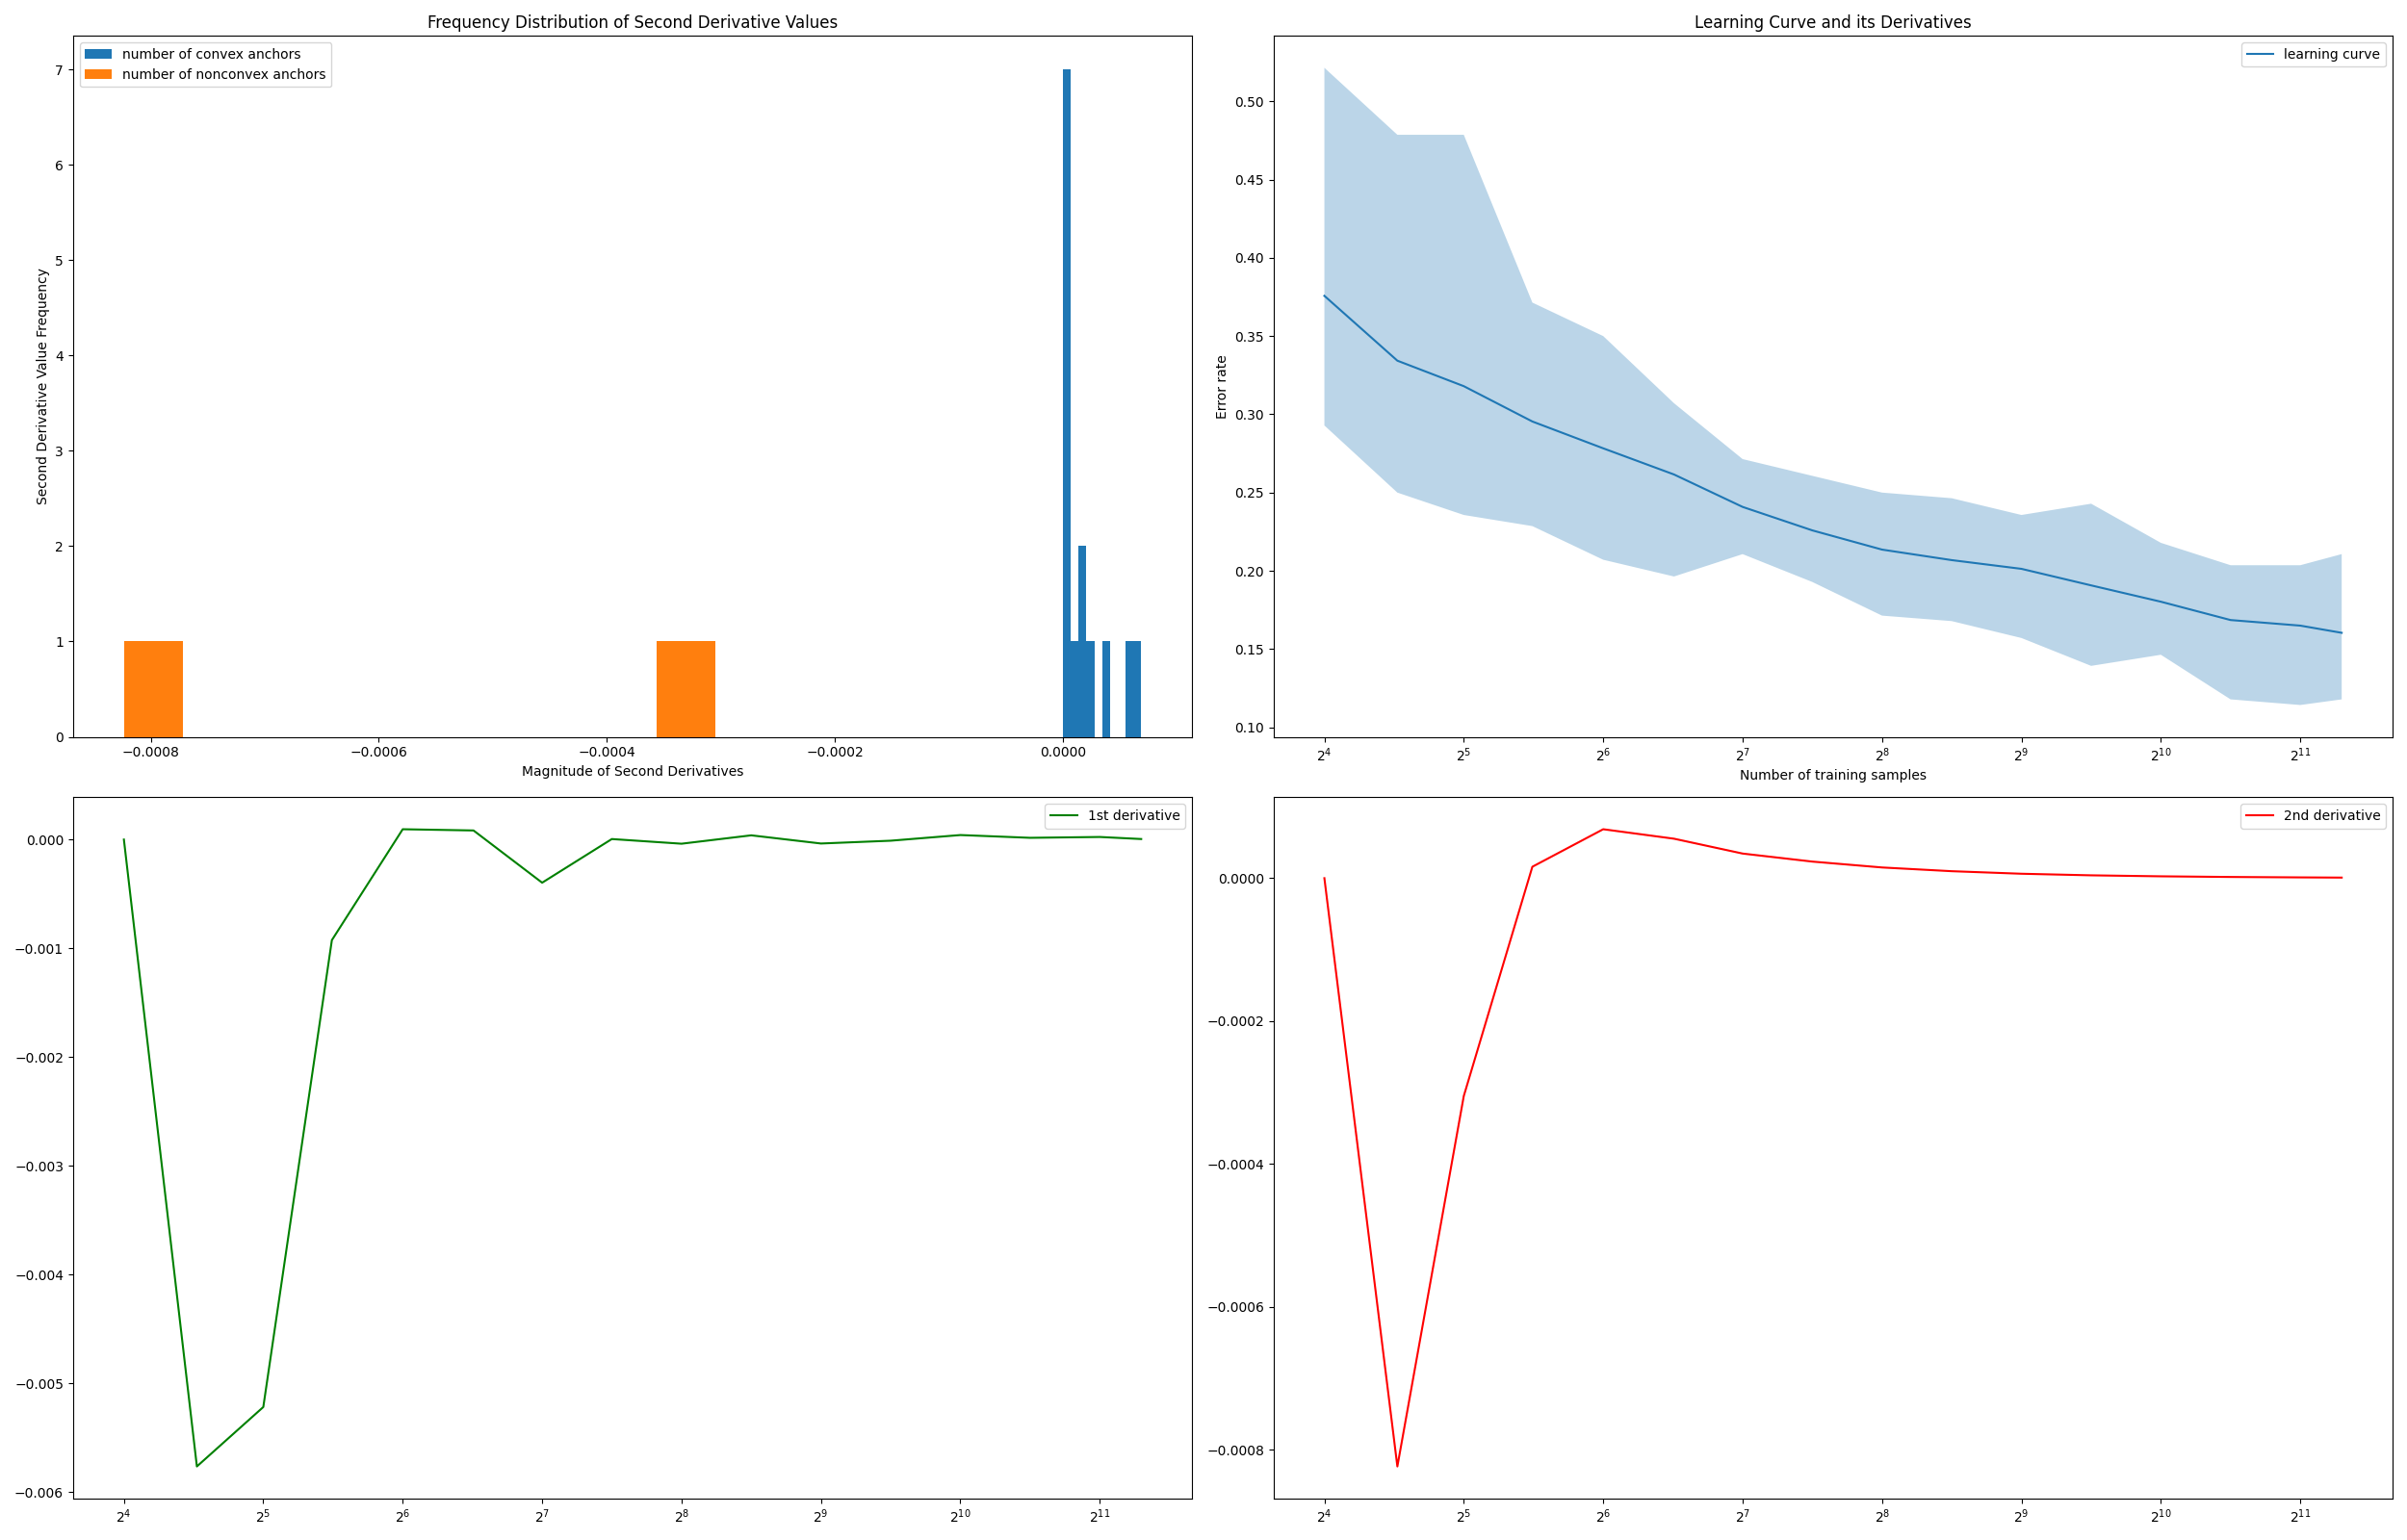 Frequency Distribution of Second Derivative Values
number of convex anchors
number of nonconvex anchors
Second Derivative Value Frequency
7
6
5
4
3
2
1
0
−0.0008 −0.0006 −0.0004 −0.0002 0.0000
Magnitude of Second Derivatives
Learning Curve and its Derivatives
learning curve
Error rate
0.50
0.45
0.40
0.35
0.30
0.25
0.20
0.15
0.10
2⁴ 2⁵ 2⁶ 2⁷ 2⁸ 2⁹ 2¹⁰ 2¹¹
Number of training samples
1st derivative
0.000
−0.001
−0.002
−0.003
−0.004
−0.005
−0.006
2⁴ 2⁵ 2⁶ 2⁷ 2⁸ 2⁹ 2¹⁰ 2¹¹
2nd derivative
0.0000
−0.0002
−0.0004
−0.0006
−0.0008
2⁴ 2⁵ 2⁶ 2⁷ 2⁸ 2⁹ 2¹⁰ 2¹¹